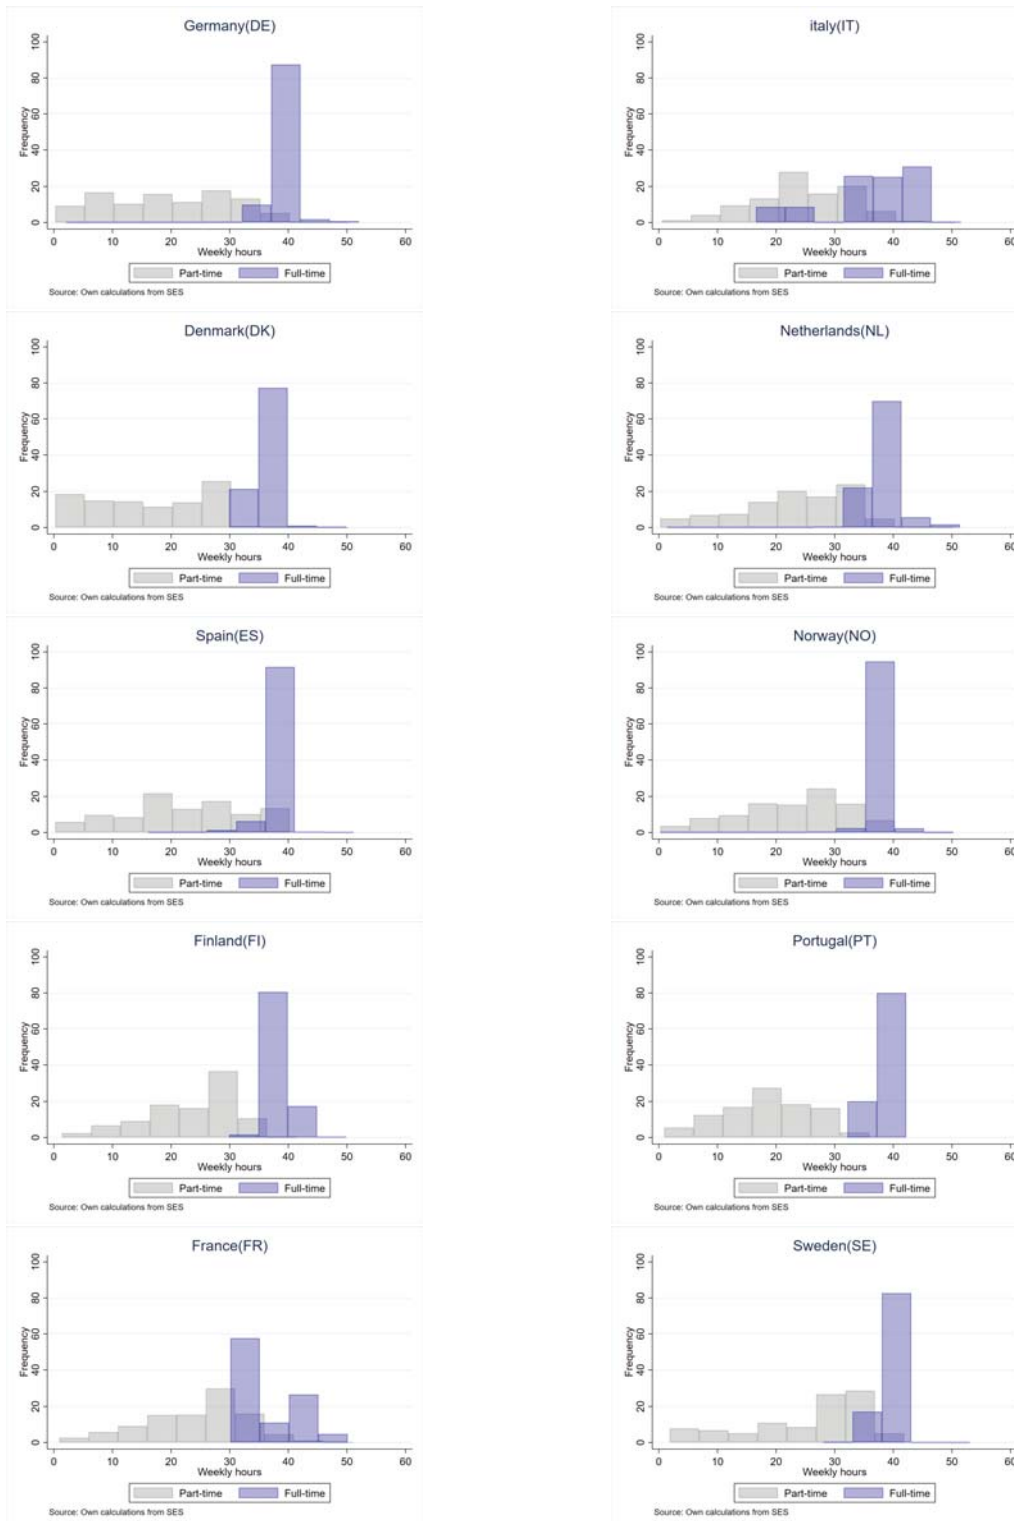 Germany(DE)
100
80
60
40
20
0
Frequency
0 10 20 30 40 50 60
Weekly hours
Part-time Full-time
Source: Own calculations from SES
italy(IT)
100
80
60
40
20
0
Frequency
0 10 20 30 40 50 60
Weekly hours
Part-time Full-time
Source: Own calculations from SES
Denmark(DK)
100
80
60
40
20
0
Frequency
0 10 20 30 40 50 60
Weekly hours
Part-time Full-time
Source: Own calculations from SES
Netherlands(NL)
100
80
60
40
20
0
Frequency
0 10 20 30 40 50 60
Weekly hours
Part-time Full-time
Source: Own calculations from SES
Spain(ES)
100
80
60
40
20
0
Frequency
0 10 20 30 40 50 60
Weekly hours
Part-time Full-time
Source: Own calculations from SES
Norway(NO)
100
80
60
40
20
0
Frequency
0 10 20 30 40 50 60
Weekly hours
Part-time Full-time
Source: Own calculations from SES
Finland(FI)
100
80
60
40
20
0
Frequency
0 10 20 30 40 50 60
Weekly hours
Part-time Full-time
Source: Own calculations from SES
Portugal(PT)
100
80
60
40
20
0
Frequency
0 10 20 30 40 50 60
Weekly hours
Part-time Full-time
Source: Own calculations from SES
France(FR)
100
80
60
40
20
0
Frequency
0 10 20 30 40 50 60
Weekly hours
Part-time Full-time
Source: Own calculations from SES
Sweden(SE)
100
80
60
40
20
0
Frequency
0 10 20 30 40 50 60
Weekly hours
Part-time Full-time
Source: Own calculations from SES